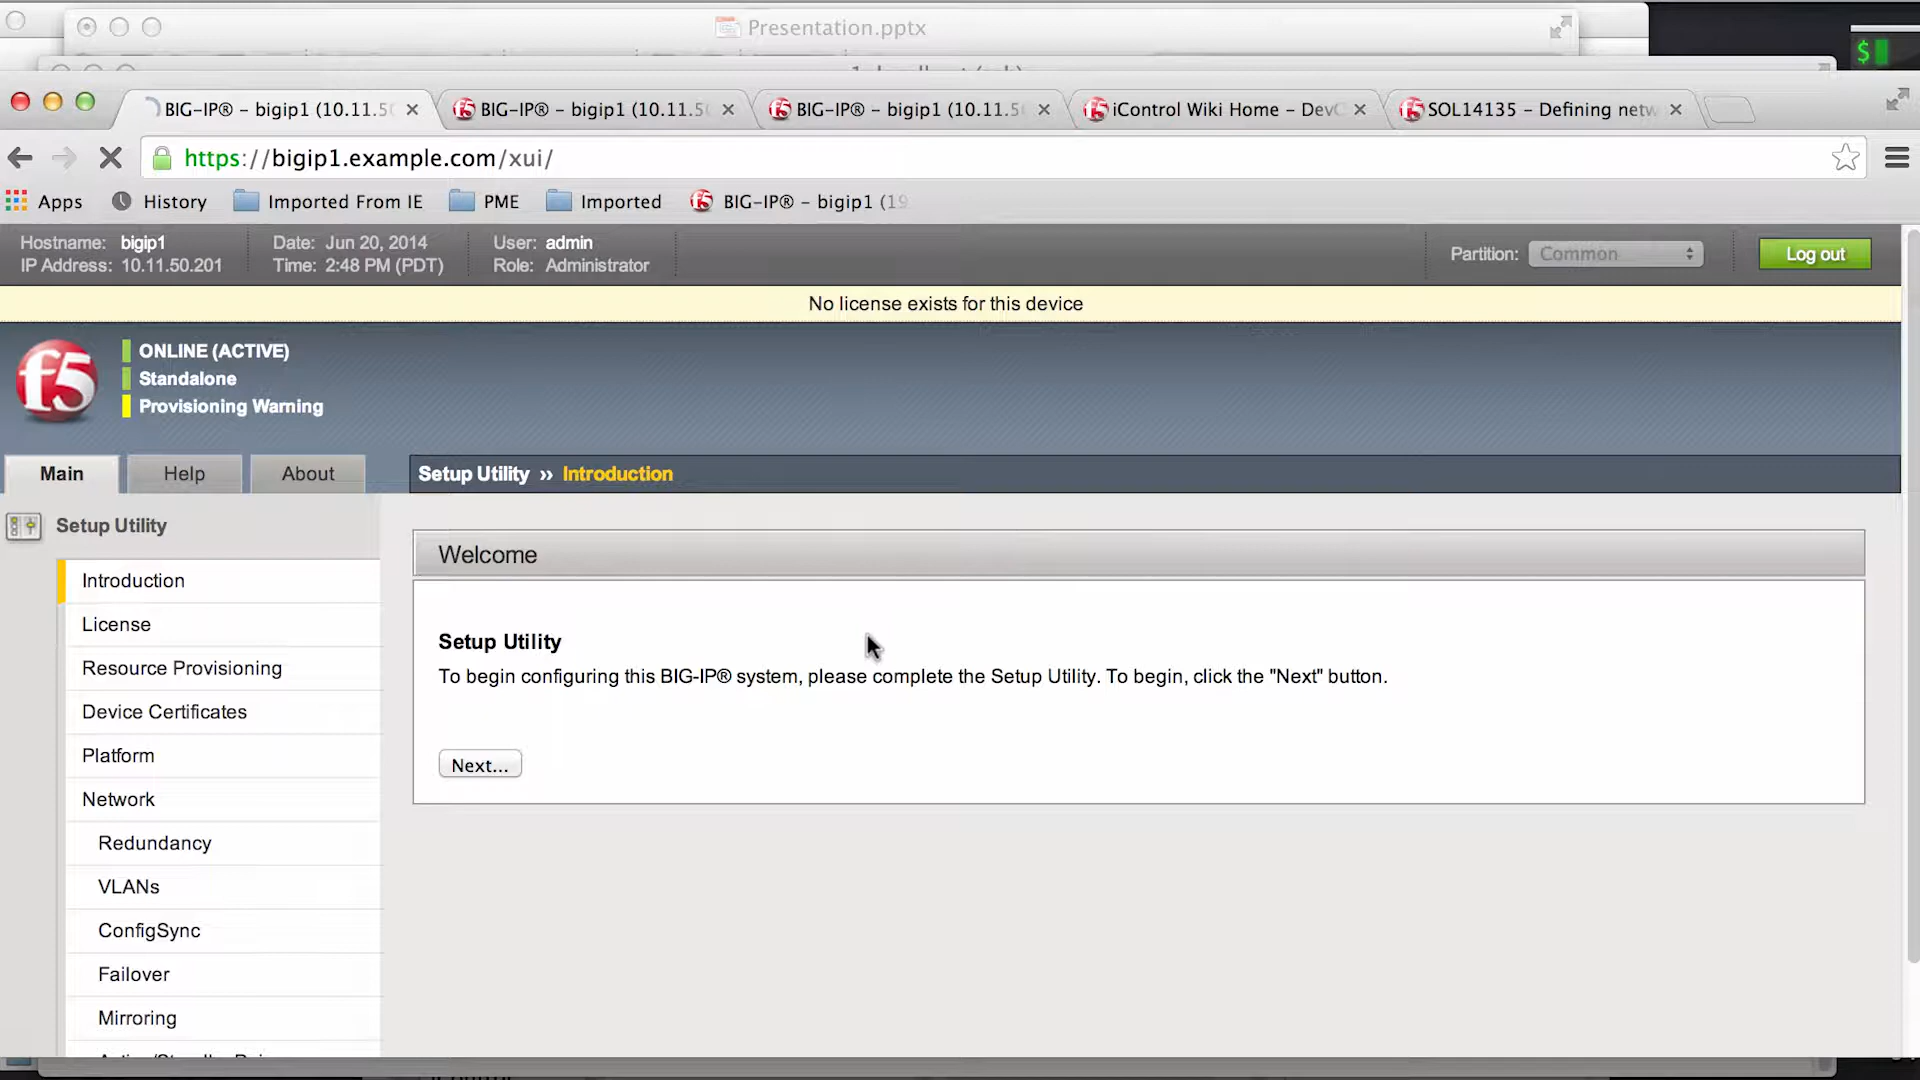 Presentation.pptx
$
BIG-IP® – bigip1 (10.11.5
BIG-IP® – bigip1 (10.11.5
BIG-IP® – bigip1 (10.11.5
iControl Wiki Home – Dev
SOL14135 – Defining netw
https://bigip1.example.com/xui/
Apps
History
Imported From IE
PME
Imported
BIG-IP® – bigip1 (19
Hostname: bigip1
IP Address: 10.11.50.201
Date: Jun 20, 2014
Time: 2:48 PM (PDT)
User: admin
Role: Administrator
Partition: Common
Log out
No license exists for this device
f5
ONLINE (ACTIVE)
Standalone
Provisioning Warning
Main
Help
About
Setup Utility » Introduction
Setup Utility
Introduction
License
Resource Provisioning
Device Certificates
Platform
Network
Redundancy
VLANs
ConfigSync
Failover
Mirroring
Welcome
Setup Utility
To begin configuring this BIG-IP® system, please complete the Setup Utility. To begin, click the "Next" button.
Next...